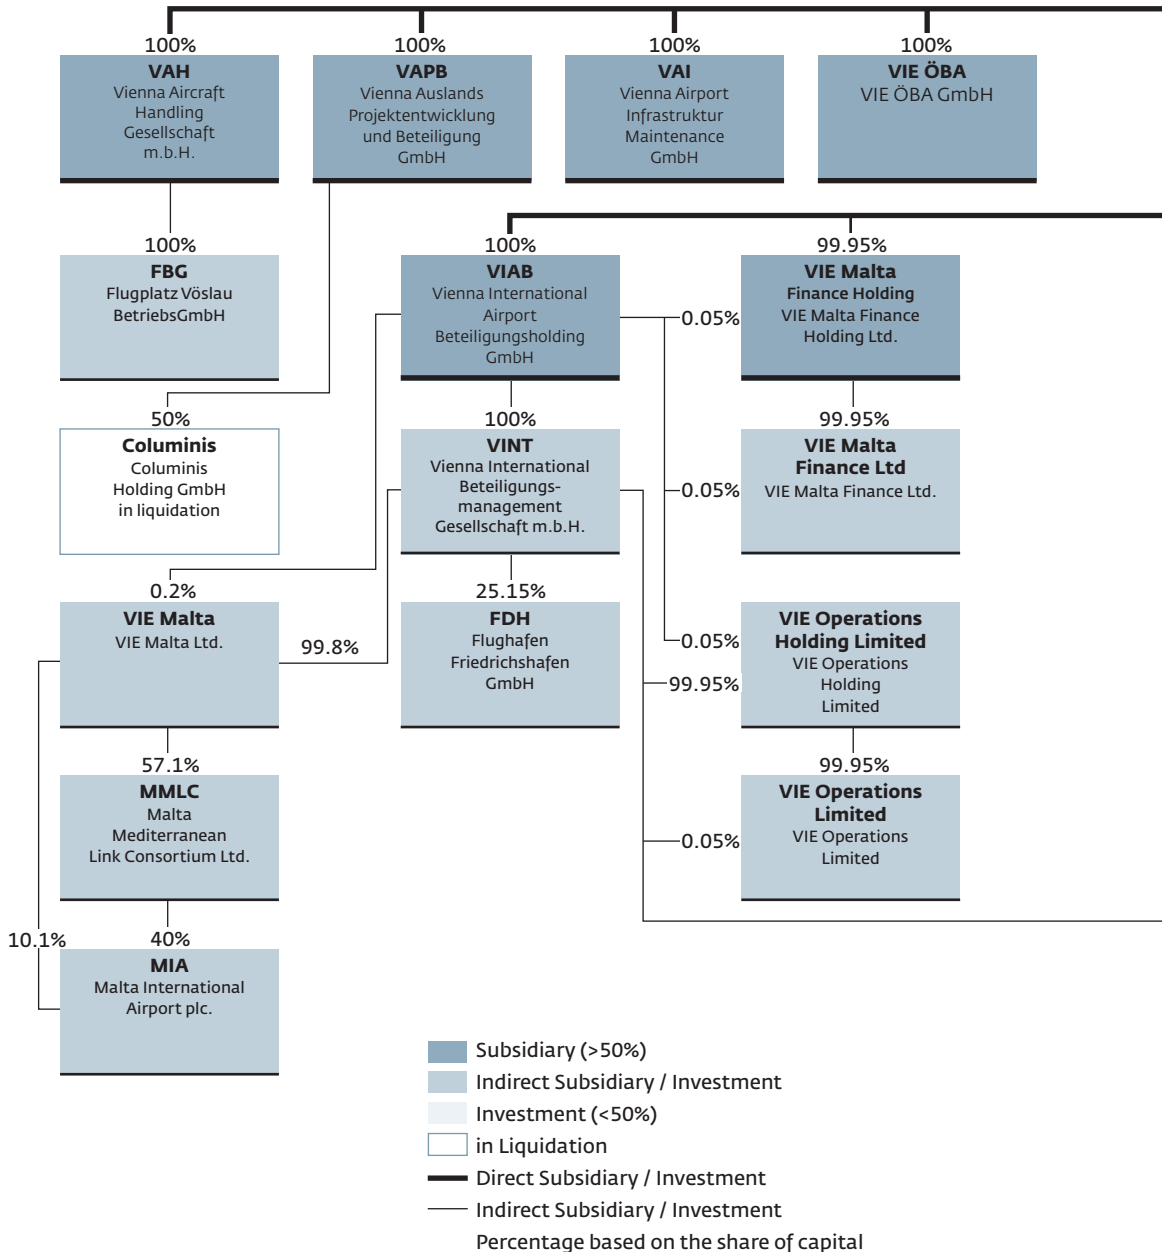 100%
VAH
Vienna Aircraft
Handling
Gesellschaft
m.b.H.
100%
VAPB
Vienna Auslands
Projektentwicklung
und Beteiligung
GmbH
100%
VAI
Vienna Airport
Infrastruktur
Maintenance
GmbH
100%
VIE ÖBA
VIE ÖBA GmbH
100%
FBG
Flugplatz Vöslau
BetriebsGmbH
100%
VIAB
Vienna International
Airport
Beteiligungsholding
GmbH
0.05%
99.95%
VIE Malta
Finance Holding
VIE Malta Finance
Holding Ltd.
50%
Columinis
Columinis
Holding GmbH
in liquidation
100%
VINT
Vienna International
Beteiligungs-
management
Gesellschaft m.b.H.
0.05%
99.95%
VIE Malta
Finance Ltd
VIE Malta Finance Ltd.
0.2%
VIE Malta
VIE Malta Ltd.
99.8%
25.15%
FDH
Flughafen
Friedrichshafen
GmbH
0.05%
99.95%
VIE Operations
Holding Limited
VIE Operations
Holding
Limited
57.1%
MMLC
Malta
Mediterranean
Link Consortium Ltd.
0.05%
99.95%
VIE Operations
Limited
VIE Operations
Limited
10.1%
40%
MIA
Malta International
Airport plc.
Subsidiary (>50%)
Indirect Subsidiary / Investment
Investment (<50%)
in Liquidation
Direct Subsidiary / Investment
Indirect Subsidiary / Investment
Percentage based on the share of capital